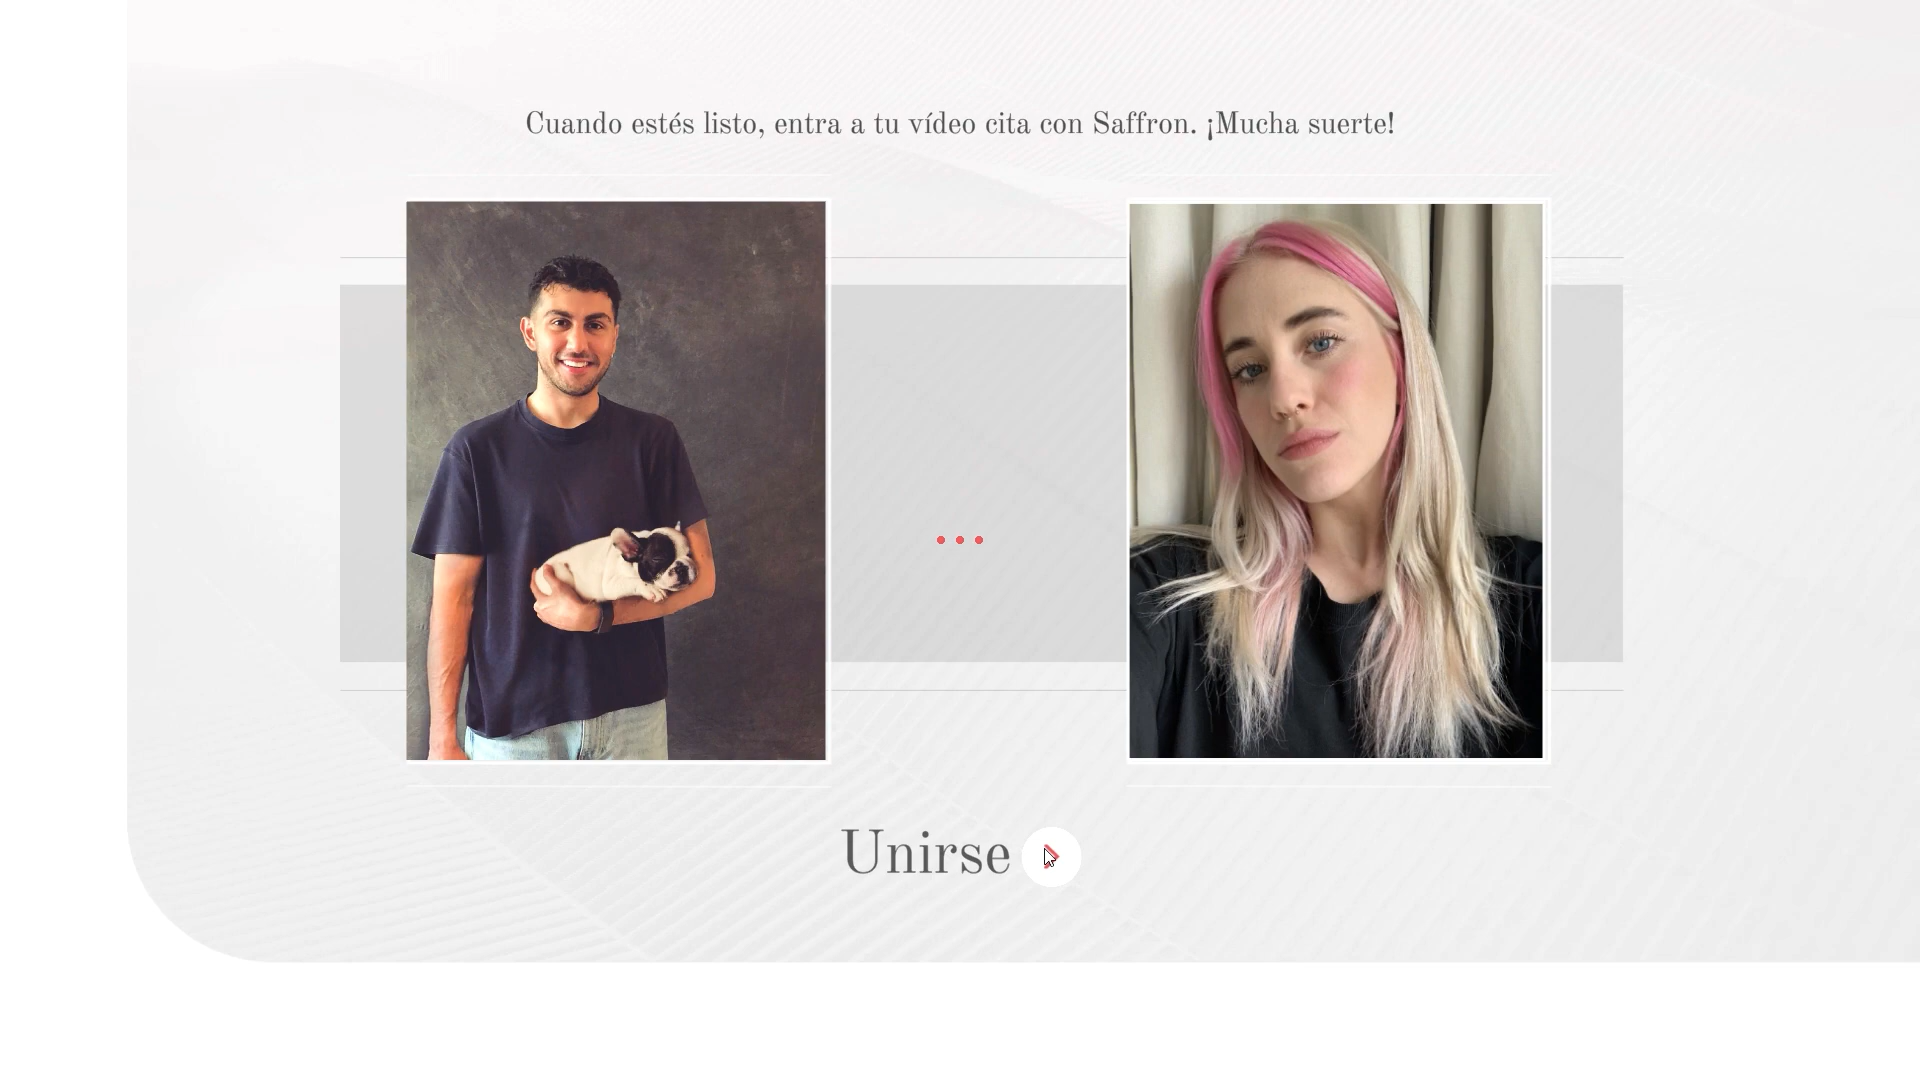 Cuando estés listo, entra a tu vídeo cita con Saffron. ¡Mucha suerte!
Unirse